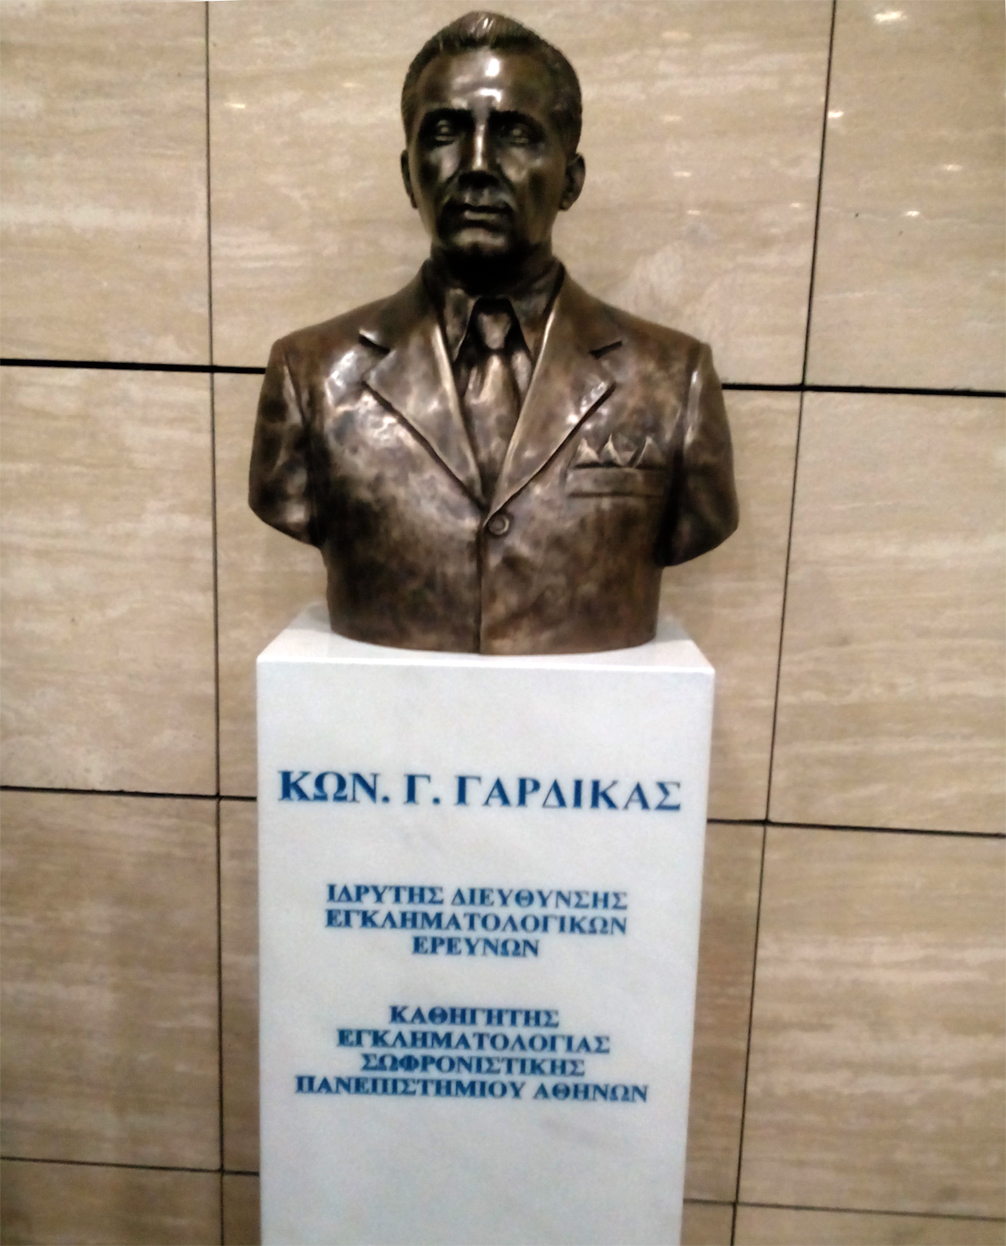 ΚΩΝ. Γ. ΓΑΡΔΙΚΑΣ
ΙΔΡΥΤΗΣ ΔΙΕΥΘΥΝΣΗΣ
ΕΓΚΛΗΜΑΤΟΛΟΓΙΚΩΝ
ΕΡΕΥΝΩΝ
ΚΑΘΗΓΗΤΗΣ
ΕΓΚΛΗΜΑΤΟΛΟΓΙΑΣ
ΣΩΦΡΟΝΙΣΤΙΚΗΣ
ΠΑΝΕΠΙΣΤΗΜΙΟΥ ΑΘΗΝΩΝ